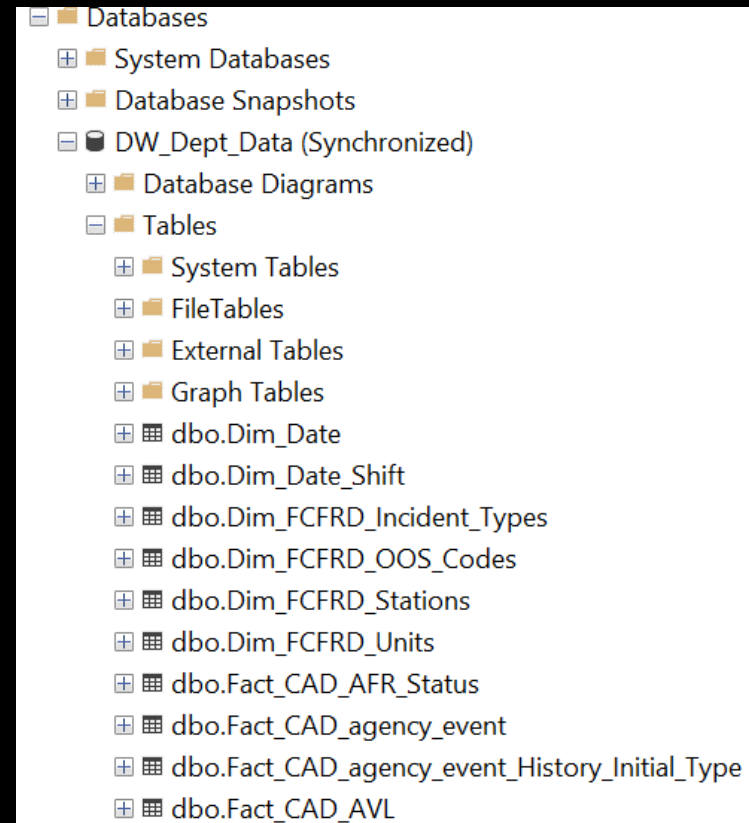 Databases
System Databases
Database Snapshots
DW_Dept_Data (Synchronized)
Database Diagrams
Tables
System Tables
FileTables
External Tables
Graph Tables
dbo.Dim_Date
dbo.Dim_Date_Shift
dbo.Dim_FCFRD_Incident_Types
dbo.Dim_FCFRD_OOS_Codes
dbo.Dim_FCFRD_Stations
dbo.Dim_FCFRD_Units
dbo.Fact_CAD_AFR_Status
dbo.Fact_CAD_agency_event
dbo.Fact_CAD_agency_event_History_Initial_Type
dbo.Fact_CAD_AVL